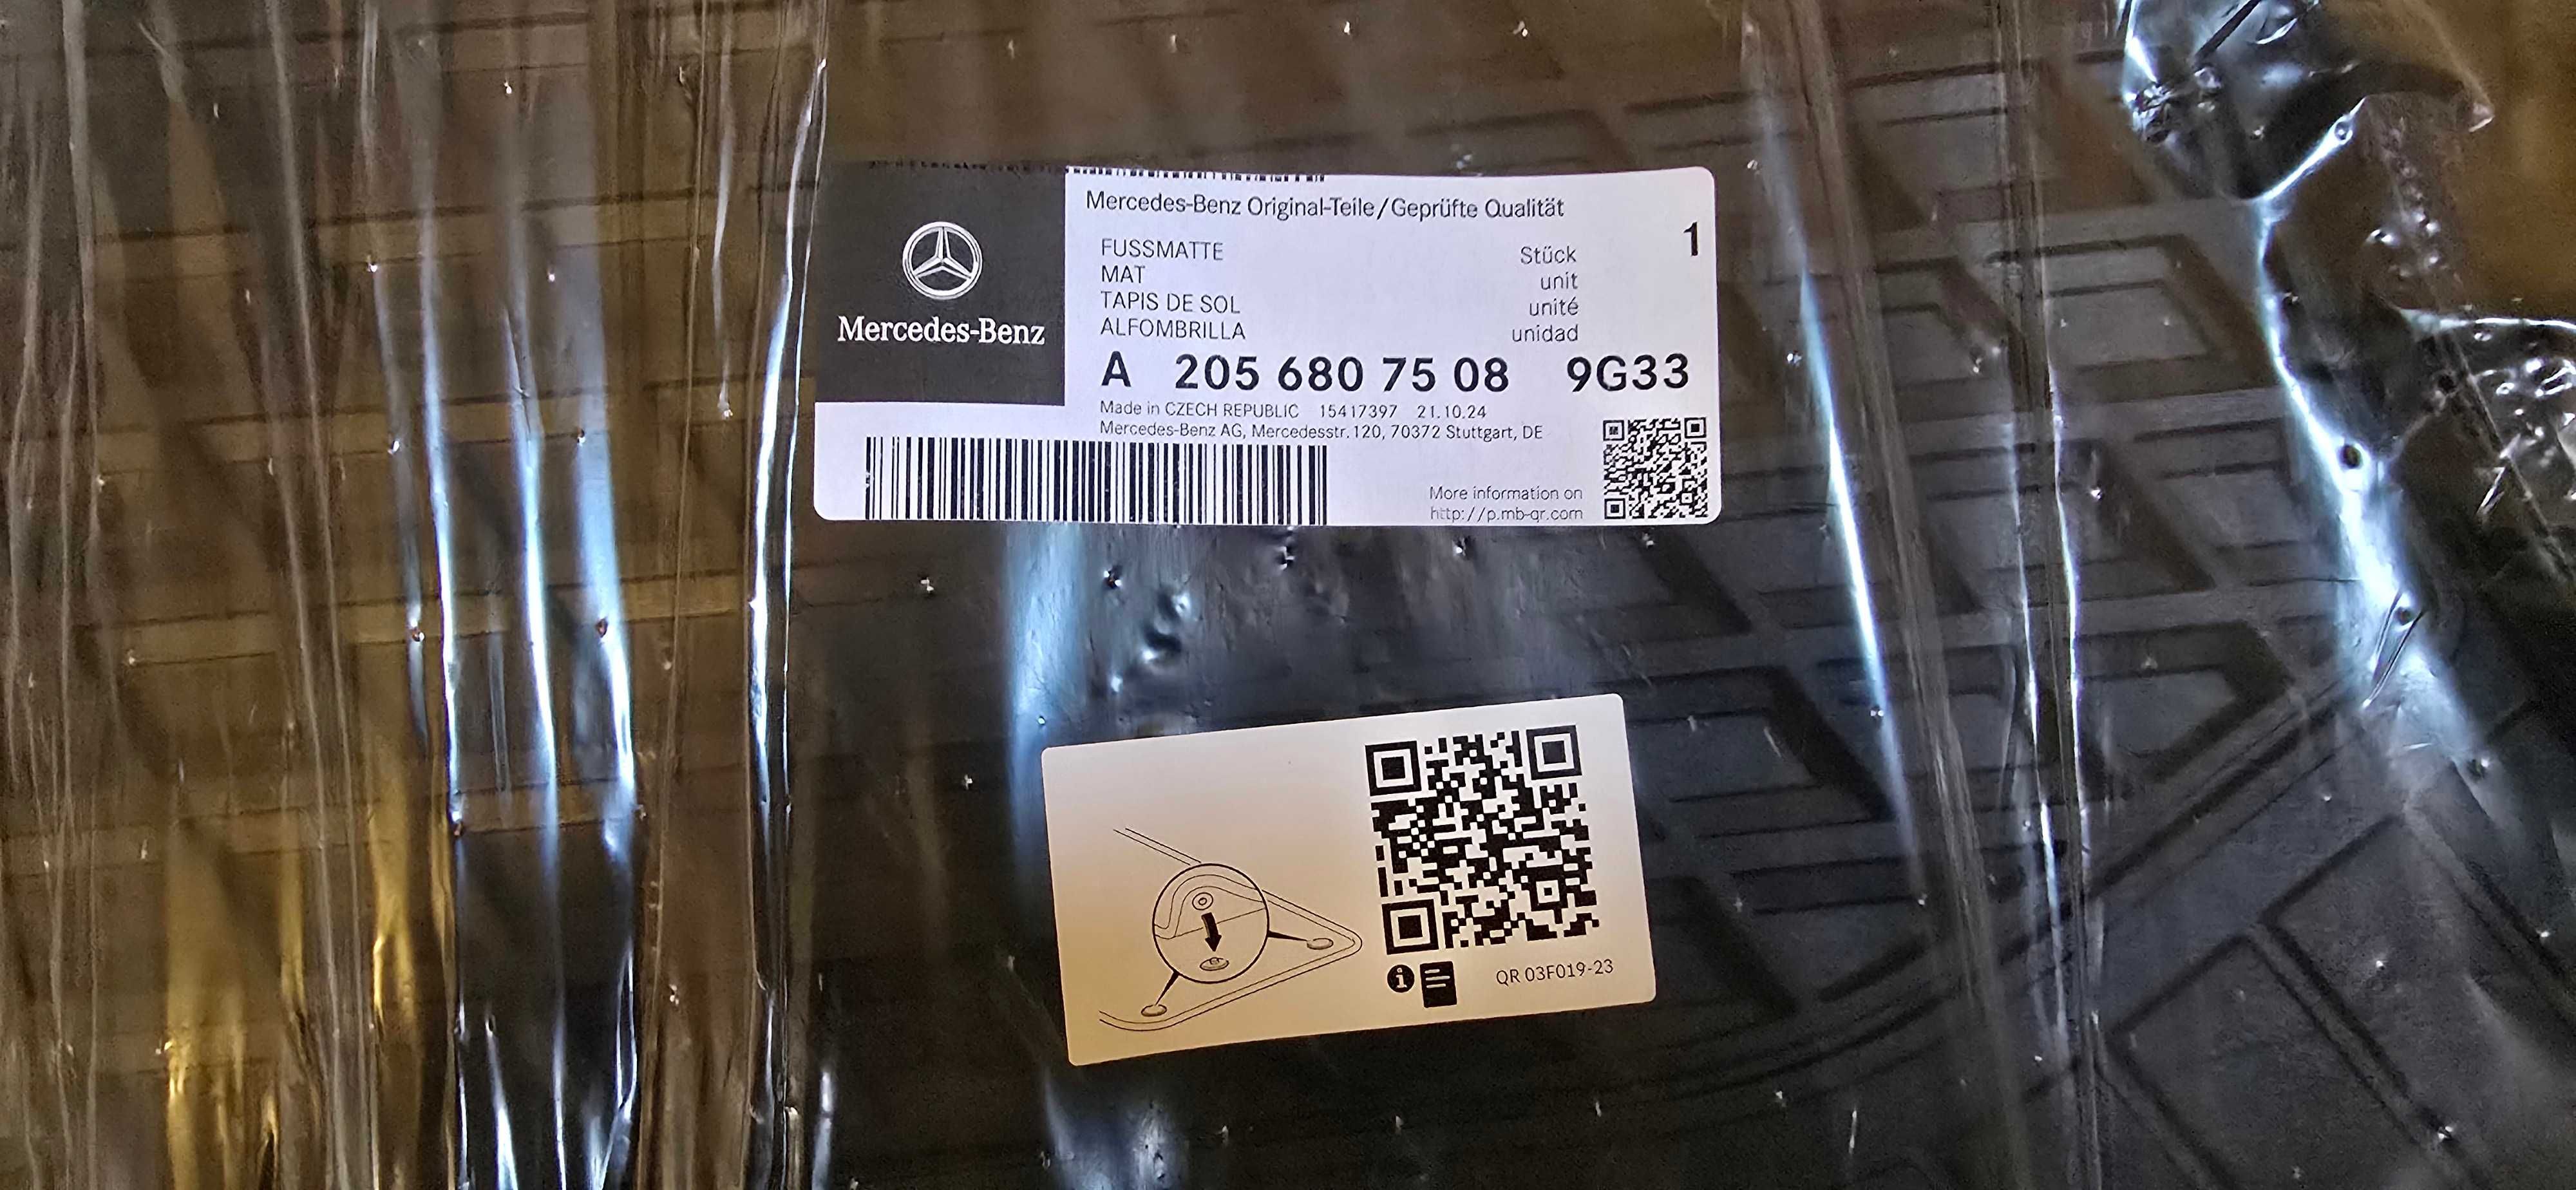 Mercedes-Benz
Mercedes-Benz Original-Teile/Geprüfte Qualität
1
FUSSMATTE Stück
MAT unit
TAPIS DE SOL unité
ALFOMBRILLA unidad
A 205 680 75 08 9G33
Made in CZECH REPUBLIC 15417397 21.10.24
Mercedes-Benz AG, Mercedesstr. 120, 70372 Stuttgart, DE
More information on
http://p.mb-qr.com
i
QR 03F019-23